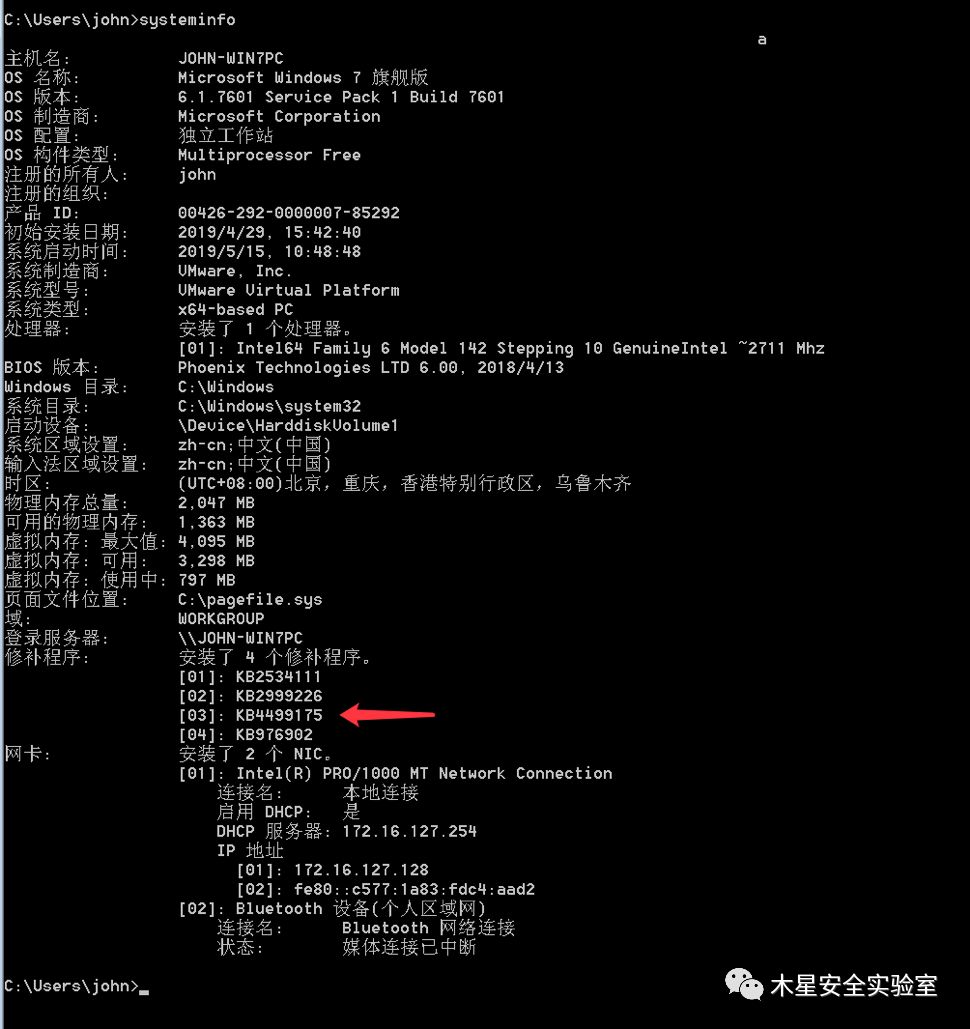 C:\Users\john>systeminfo
a
主机名: JOHN-WIN7PC
OS 名称: Microsoft Windows 7 旗舰版
OS 版本: 6.1.7601 Service Pack 1 Build 7601
OS 制造商: Microsoft Corporation
OS 配置: 独立工作站
OS 构件类型: Multiprocessor Free
注册的所有人: john
注册的组织:
产品 ID: 00426-292-0000007-85292
初始安装日期: 2019/4/29, 15:42:40
系统启动时间: 2019/5/15, 10:48:48
系统制造商: VMware, Inc.
系统型号: VMware Virtual Platform
系统类型: x64-based PC
处理器: 安装了 1 个处理器。
[01]: Intel64 Family 6 Model 142 Stepping 10 GenuineIntel ~2711 Mhz
BIOS 版本: Phoenix Technologies LTD 6.00, 2018/4/13
Windows 目录: C:\Windows
系统目录: C:\Windows\system32
启动设备: \Device\HarddiskVolume1
系统区域设置: zh-cn;中文(中国)
输入法区域设置: zh-cn;中文(中国)
时区: (UTC+08:00)北京，重庆，香港特别行政区，乌鲁木齐
物理内存总量: 2,047 MB
可用的物理内存: 1,363 MB
虚拟内存: 最大值: 4,095 MB
虚拟内存: 可用: 3,298 MB
虚拟内存: 使用中: 797 MB
页面文件位置: C:\pagefile.sys
域: WORKGROUP
登录服务器: \\JOHN-WIN7PC
修补程序: 安装了 4 个修补程序。
[01]: KB2534111
[02]: KB2999226
[03]: KB4499175
[04]: KB976902
网卡: 安装了 2 个 NIC。
[01]: Intel(R) PRO/1000 MT Network Connection
连接名: 本地连接
启用 DHCP: 是
DHCP 服务器: 172.16.127.254
IP 地址
[01]: 172.16.127.128
[02]: fe80::c577:1a83:fdc4:aad2
[02]: Bluetooth 设备(个人区域网)
连接名: Bluetooth 网络连接
状态: 媒体连接已中断
C:\Users\john>_
木星安全实验室